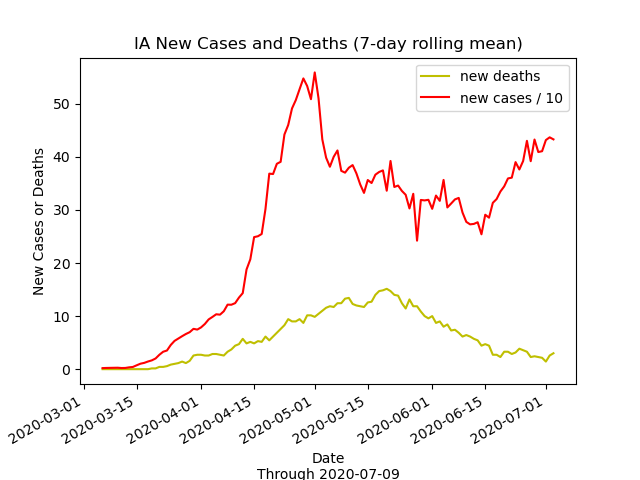 IA New Cases and Deaths (7-day rolling mean)
new deaths
new cases / 10
New Cases or Deaths
50
40
30
20
10
0
2020-03-01
2020-03-15
2020-04-01
2020-04-15
2020-05-01
2020-05-15
2020-06-01
2020-06-15
2020-07-01
Date
Through 2020-07-09